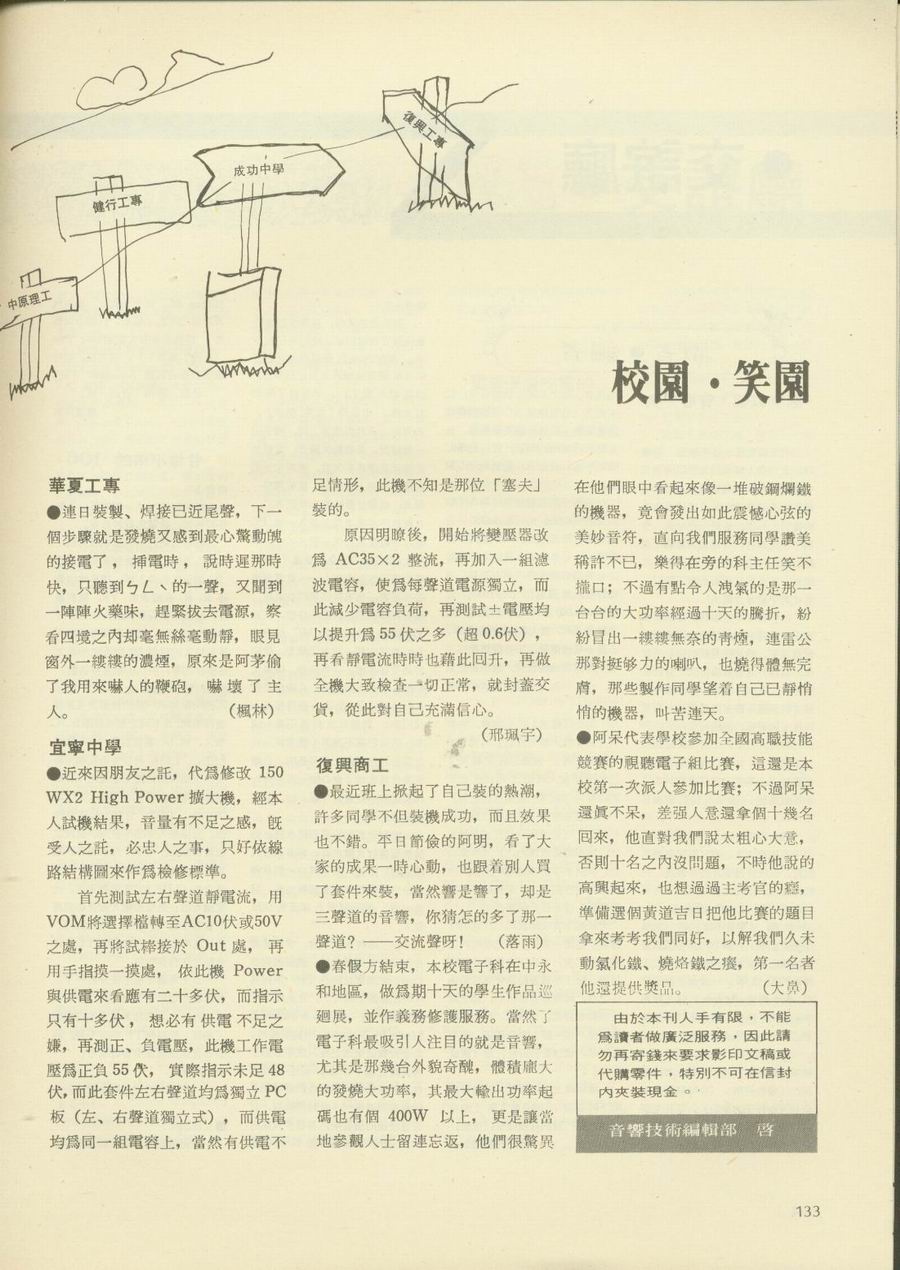 復興工專
成功中學
健行工專
中原理工
校園・笑園
華夏工專
●連日裝製、焊接已近尾聲，下一
個步驟就是發燒又感到最心驚動魄
的接電了，揷電時，說時遲那時
快，只聽到ㄅㄥヽ的一聲，又聞到
一陣陣火藥味，趕緊拔去電源，察
看四境之內却毫無絲毫動靜，眼見
窗外一縷縷的濃煙，原來是阿茅偷
了我用來嚇人的鞭砲，嚇壞了主
人。（楓林）
宜寧中學
●近來因朋友之託，代爲修改 150
WX2 High Power 擴大機，經本
人試機結果，音量有不足之感，旣
受人之託，必忠人之事，只好依線
路結構圖來作爲檢修標準。
首先測試左右聲道靜電流，用
VOM將選擇檔轉至AC10伏或50V
之處，再將試棒接於 Out 處，再
用手指摸一摸處，依此機 Power
與供電來看應有二十多伏，而指示
只有十多伏，想必有供電不足之
嫌，再測正、負電壓，此機工作電
壓爲正負 55 伏，實際指示未足 48
伏，而此套件左右聲道均爲獨立 PC
板（左、右聲道獨立式），而供電
均爲同一組電容上，當然有供電不
足情形，此機不知是那位「塞夫」
裝的。
原因明瞭後，開始將變壓器改
爲 AC35×2 整流，再加入一組濾
波電容，使爲每聲道電源獨立，而
此減少電容負荷，再測試±電壓均
以提升爲 55 伏之多（超 0.6伏），
再看靜電流時時也藉此回升，再做
全機大致檢查一切正常，就封蓋交
貨，從此對自己充滿信心。
（邢珮宇）
復興商工
●最近班上掀起了自己裝的熱潮，
許多同學不但裝機成功，而且效果
也不錯。平日節儉的阿明，看了大
家的成果一時心動，也跟着別人買
了套件來裝，當然響是響了，却是
三聲道的音響，你猜怎的多了那一
聲道？──交流聲呀！（落雨）
●春假方結束，本校電子科在中永
和地區，做爲期十天的學生作品巡
廻展，並作義務修護服務。當然了
電子科最吸引人注目的就是音響，
尤其是那幾台外貌奇醜，體積龐大
的發燒大功率，其最大輸出功率起
碼也有個 400W 以上，更是讓當
地參觀人士留連忘返，他們很驚異
在他們眼中看起來像一堆破鋼爛鐵
的機器，竟會發出如此震憾心弦的
美妙音符，直向我們服務同學讚美
稱許不已，樂得在旁的科主任笑不
攏口；不過有點令人洩氣的是那一
台台的大功率經過十天的騰折，紛
紛冒出一縷縷無奈的靑煙，連雷公
那對挺够力的喇叭，也燒得體無完
膚，那些製作同學望着自己已靜悄
悄的機器，叫苦連天。
●阿呆代表學校參加全國高職技能
競賽的視聽電子組比賽，這還是本
校第一次派人參加比賽；不過阿呆
還眞不呆，差强人意還拿個十幾名
回來，他直對我們說太粗心大意，
否則十名之內沒問題，不時他說的
高興起來，也想過過主考官的癮，
準備選個黃道吉日把他比賽的題目
拿來考考我們同好，以解我們久未
動氯化鐵、燒烙鐵之癢，第一名者
他還提供獎品。（大鼻）
由於本刊人手有限，不能
爲讀者做廣泛服務，因此請
勿再寄錢來要求影印文稿或
代購零件，特別不可在信封
內夾裝現金。
音響技術編輯部 啓
133